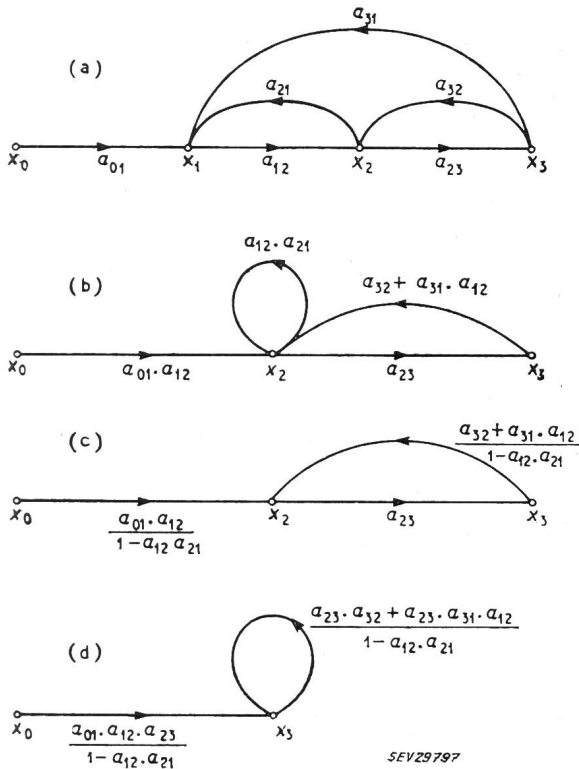 a31
(a)
a21 a32
x0 a01 x1 a12 x2 a23 x3
a12 . a21
(b) a32 + a31 . a12
x0 a01 . a12 x2 a23 x3
(c) a32 + a31 . a12
1 - a12 . a21
x0 x2 a23 x3
a01 . a12
1 - a12 a21
a23 . a32 + a23 . a31 . a12
1 - a12 . a21
(d)
x0 x3
a01 . a12 . a23
1 - a12 . a21
SEV29797